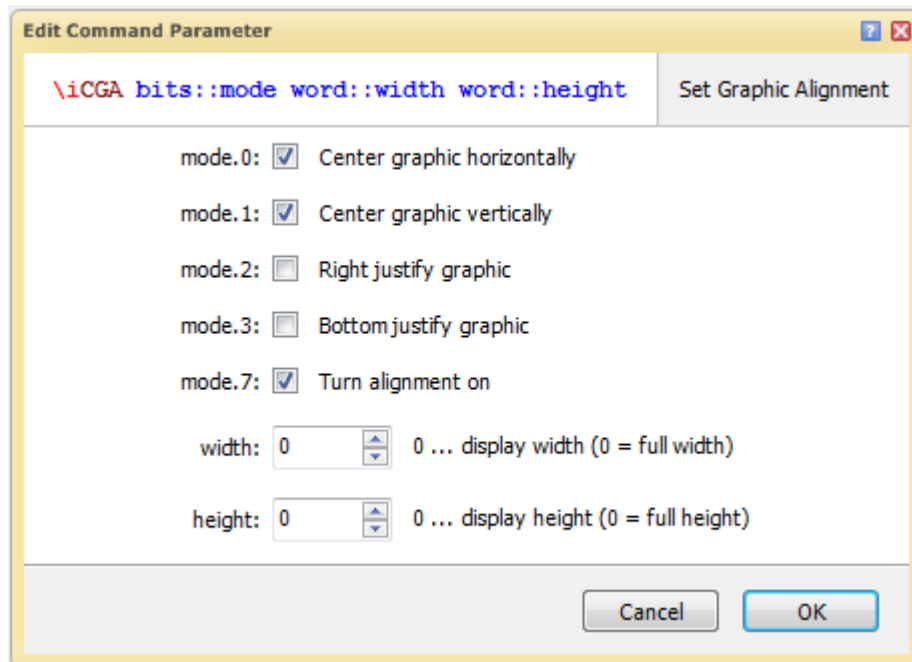 Edit Command Parameter
\iCGA bits::mode word::width word::height
Set Graphic Alignment
mode.0: Center graphic horizontally
mode.1: Center graphic vertically
mode.2: Right justify graphic
mode.3: Bottom justify graphic
mode.7: Turn alignment on
width: 0 0 ... display width (0 = full width)
height: 0 0 ... display height (0 = full height)
Cancel OK